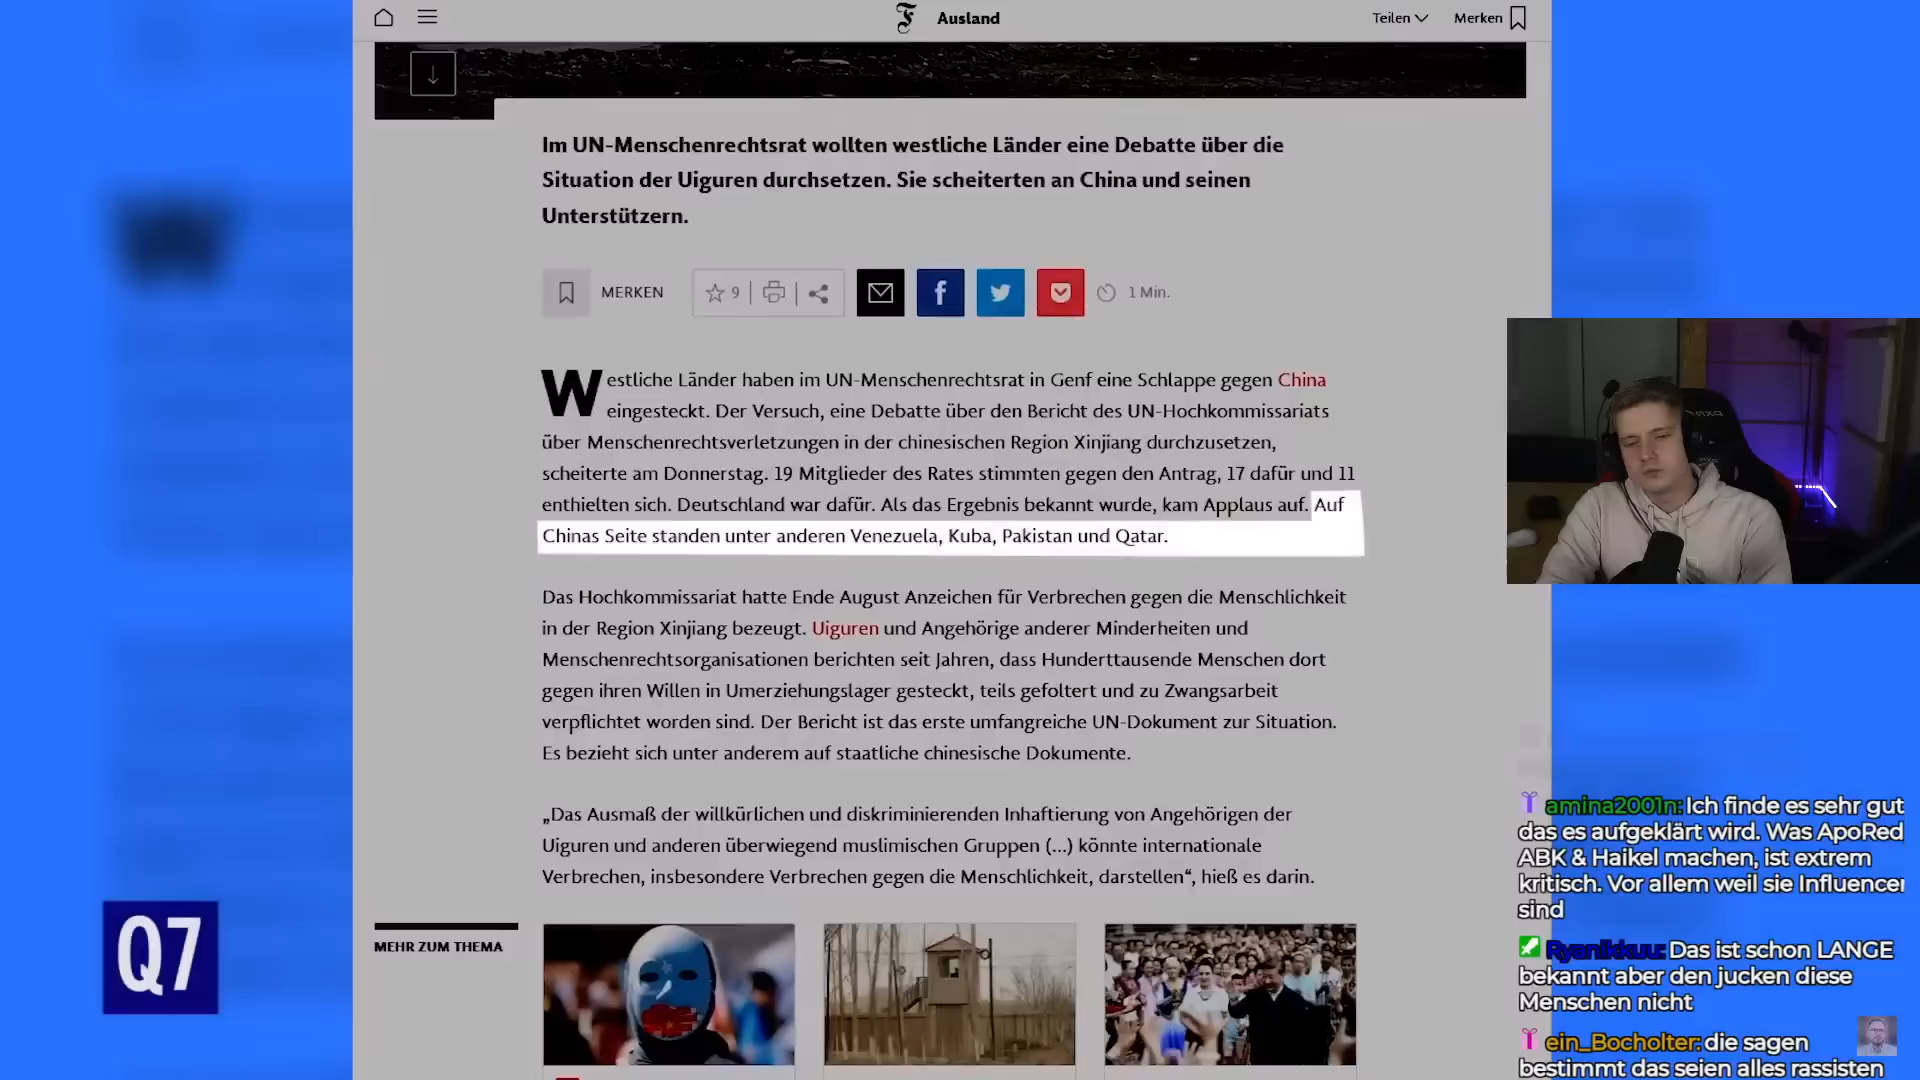 Ausland
Teilen
Merken
Im UN-Menschenrechtsrat wollten westliche Länder eine Debatte über die
Situation der Uiguren durchsetzen. Sie scheiterten an China und seinen
Unterstützern.
MERKEN
9
1 Min.
Westliche Länder haben im UN-Menschenrechtsrat in Genf eine Schlappe gegen China
eingesteckt. Der Versuch, eine Debatte über den Bericht des UN-Hochkommissariats
über Menschenrechtsverletzungen in der chinesischen Region Xinjiang durchzusetzen,
scheiterte am Donnerstag. 19 Mitglieder des Rates stimmten gegen den Antrag, 17 dafür und 11
enthielten sich. Deutschland war dafür. Als das Ergebnis bekannt wurde, kam Applaus auf. Auf
Chinas Seite standen unter anderen Venezuela, Kuba, Pakistan und Qatar.
Das Hochkommissariat hatte Ende August Anzeichen für Verbrechen gegen die Menschlichkeit
in der Region Xinjiang bezeugt. Uiguren und Angehörige anderer Minderheiten und
Menschenrechtsorganisationen berichten seit Jahren, dass Hunderttausende Menschen dort
gegen ihren Willen in Umerziehungslager gesteckt, teils gefoltert und zu Zwangsarbeit
verpflichtet worden sind. Der Bericht ist das erste umfangreiche UN-Dokument zur Situation.
Es bezieht sich unter anderem auf staatliche chinesische Dokumente.
„Das Ausmaß der willkürlichen und diskriminierenden Inhaftierung von Angehörigen der
Uiguren und anderen überwiegend muslimischen Gruppen (...) könnte internationale
Verbrechen, insbesondere Verbrechen gegen die Menschlichkeit, darstellen“, hieß es darin.
MEHR ZUM THEMA
Q7
amina2001n: Ich finde es sehr gut
das es aufgeklärt wird. Was ApoRed
ABK & Haikel machen, ist extrem
kritisch. Vor allem weil sie Influencer
sind
Ryanikkuu: Das ist schon LANGE
bekannt aber den jucken diese
Menschen nicht
ein_Bocholter: die sagen
bestimmt das seien alles rassisten